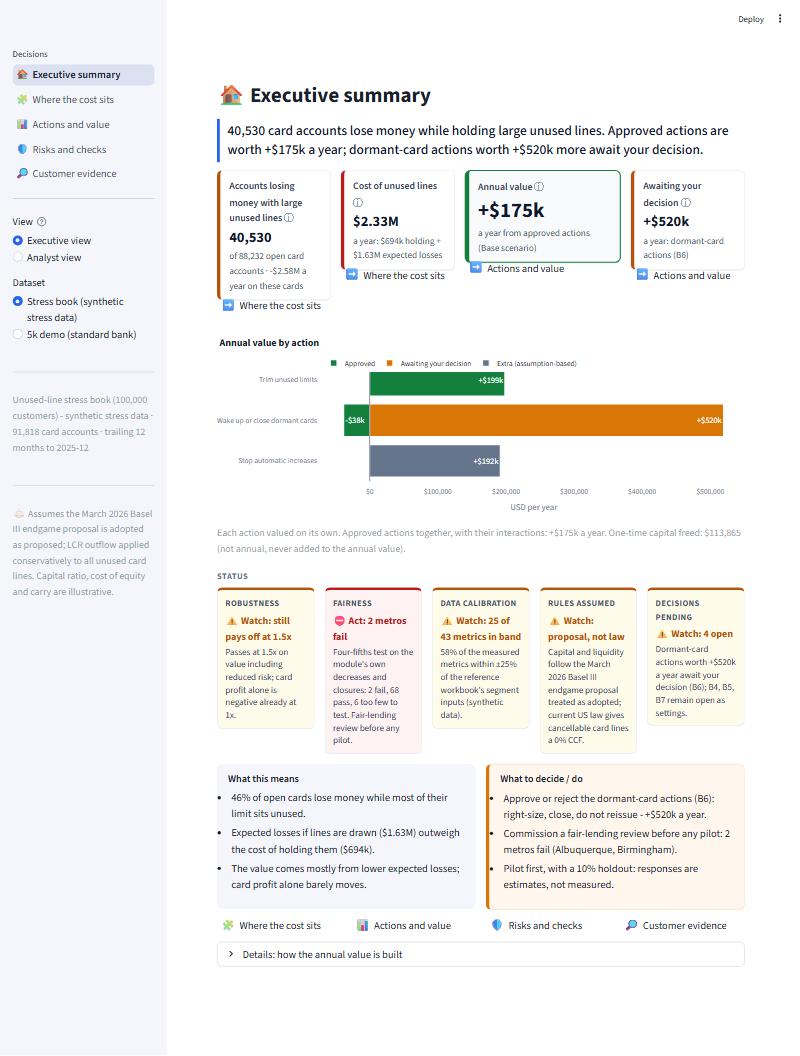 Deploy
Decisions
Executive summary
Where the cost sits
Actions and value
Risks and checks
Customer evidence
View
Executive view
Analyst view
Dataset
Stress book (synthetic
stress data)
5k demo (standard bank)
Unused-line stress book (100,000
customers) - synthetic stress data ·
91,818 card accounts · trailing 12
months to 2025-12
Assumes the March 2026 Basel
III endgame proposal is adopted
as proposed; LCR outflow applied
conservatively to all unused card
lines. Capital ratio, cost of equity
and carry are illustrative.
Executive summary
40,530 card accounts lose money while holding large unused lines. Approved actions are
worth +$175k a year; dormant-card actions worth +$520k more await your decision.
Accounts losing
money with large
unused lines
40,530
of 88,232 open card
accounts · -$2.58M a
year on these cards
Where the cost sits
Cost of unused lines
$2.33M
a year: $694k holding +
$1.63M expected losses
Where the cost sits
Annual value
+$175k
a year from approved actions
(Base scenario)
Actions and value
Awaiting your
decision
+$520k
a year: dormant-card
actions (B6)
Actions and value
Annual value by action
Approved
Awaiting your decision
Extra (assumption-based)
Trim unused limits
+$199k
Wake up or close dormant cards
-$38k
+$520k
Stop automatic increases
+$192k
$0
$100,000
$200,000
$300,000
$400,000
$500,000
USD per year
Each action valued on its own. Approved actions together, with their interactions: +$175k a year. One-time capital freed: $113,865
(not annual, never added to the annual value).
STATUS
ROBUSTNESS
Watch: still
pays off at 1.5x
Passes at 1.5x on
value including
reduced risk; card
profit alone is
negative already at
1x.
FAIRNESS
Act: 2 metros
fail
Four-fifths test on the
module's own
decreases and
closures: 2 fail, 68
pass, 6 too few to
test. Fair-lending
review before any
pilot.
DATA CALIBRATION
Watch: 25 of
43 metrics in band
58% of the measured
metrics within ±25%
of the reference
workbook's segment
inputs (synthetic
data).
RULES ASSUMED
Watch:
proposal, not law
Capital and liquidity
follow the March
2026 Basel III
endgame proposal
treated as adopted;
current US law gives
cancellable card lines
a 0% CCF.
DECISIONS
PENDING
Watch: 4 open
Dormant-card
actions worth +$520k
a year await your
decision (B6); B4, B5,
B7 remain open as
settings.
What this means
• 46% of open cards lose money while most of their
limit sits unused.
• Expected losses if lines are drawn ($1.63M) outweigh
the cost of holding them ($694k).
• The value comes mostly from lower expected losses;
card profit alone barely moves.
What to decide / do
• Approve or reject the dormant-card actions (B6):
right-size, close, do not reissue - +$520k a year.
• Commission a fair-lending review before any pilot: 2
metros fail (Albuquerque, Birmingham).
• Pilot first, with a 10% holdout: responses are
estimates, not measured.
Where the cost sits
Actions and value
Risks and checks
Customer evidence
Details: how the annual value is built